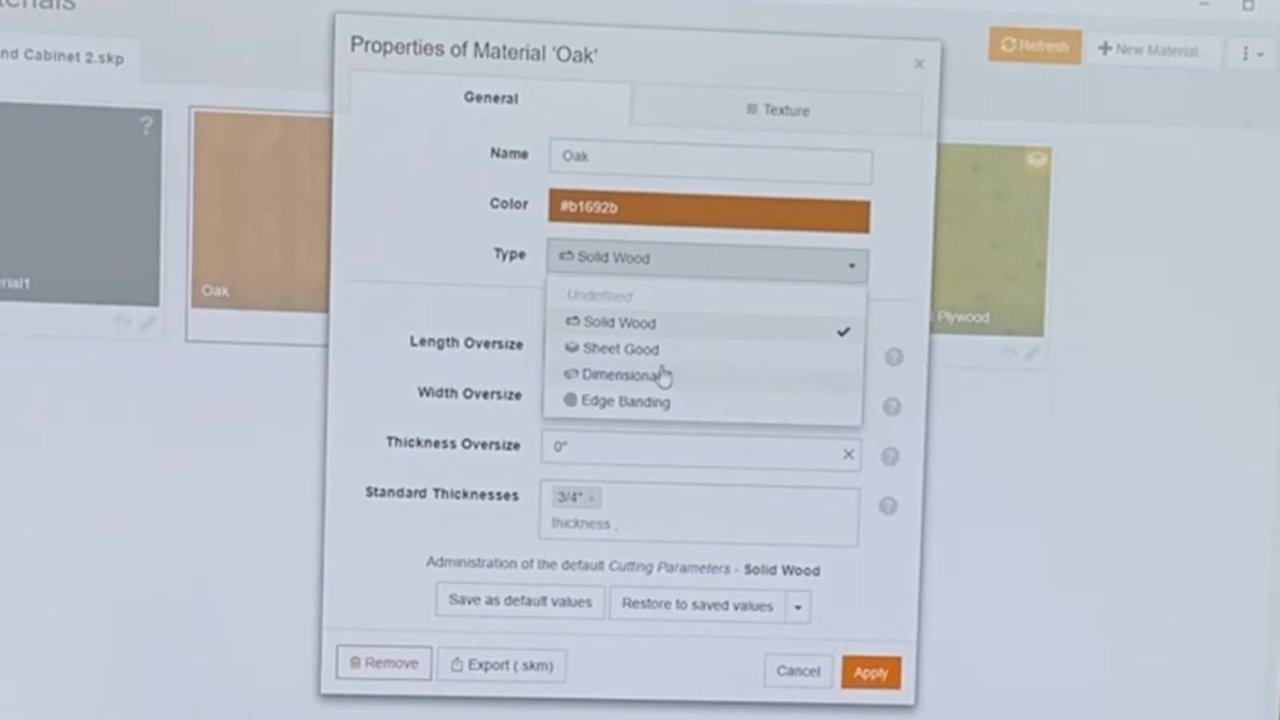 nd Cabinet 2.skp
Properties of Material 'Oak'
×
Refresh
+ New Material
General
Texture
?
Name
Oak
Color
#b1692b
Type
Solid Wood
Undefined
Solid Wood
Sheet Good
Dimensional
Edge Banding
rial1
Oak
Plywood
Length Oversize
?
Width Oversize
?
Thickness Oversize
0"
×
?
Standard Thicknesses
3/4"
thickness
?
Administration of the default Cutting Parameters - Solid Wood
Save as default values
Restore to saved values
Remove
Export (.skm)
Cancel
Apply